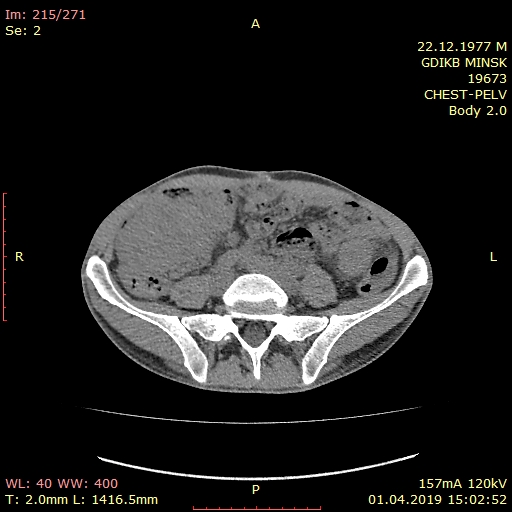 Im: 215/271
Se: 2
A
22.12.1977 M
GDIKB MINSK
19673
CHEST-PELV
Body 2.0
R
L
WL: 40 WW: 400
T: 2.0mm L: 1416.5mm
P
157mA 120kV
01.04.2019 15:02:52